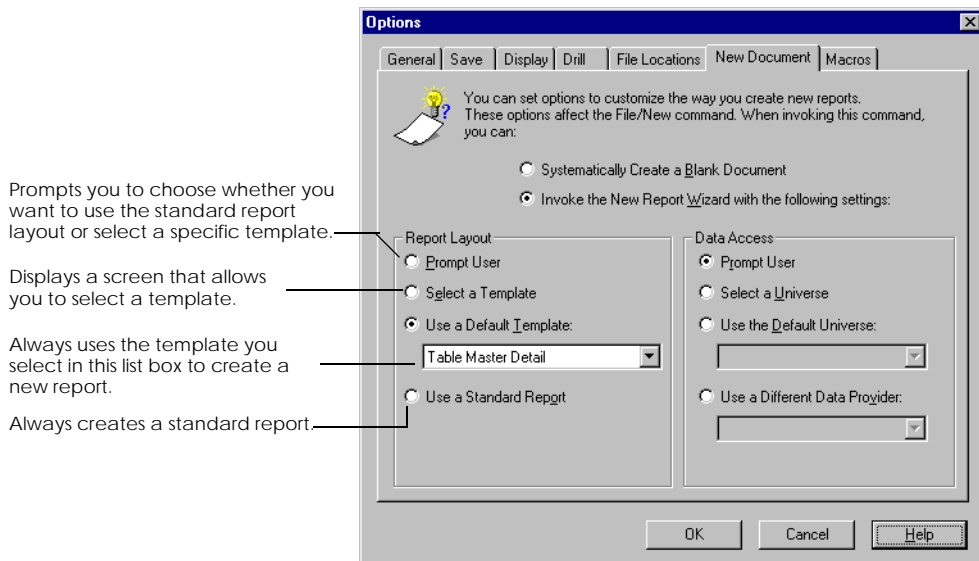 Options
General Save Display Drill File Locations New Document Macros
You can set options to customize the way you create new reports.
These options affect the File/New command. When invoking this command,
you can:
Systematically Create a Blank Document
Invoke the New Report Wizard with the following settings:
Prompts you to choose whether you
want to use the standard report
layout or select a specific template.
Displays a screen that allows
you to select a template.
Always uses the template you
select in this list box to create a
new report.
Always creates a standard report.
Report Layout
Prompt User
Select a Template
Use a Default Template:
Table Master Detail
Use a Standard Report
Data Access
Prompt User
Select a Universe
Use the Default Universe:
Use a Different Data Provider:
OK Cancel Help